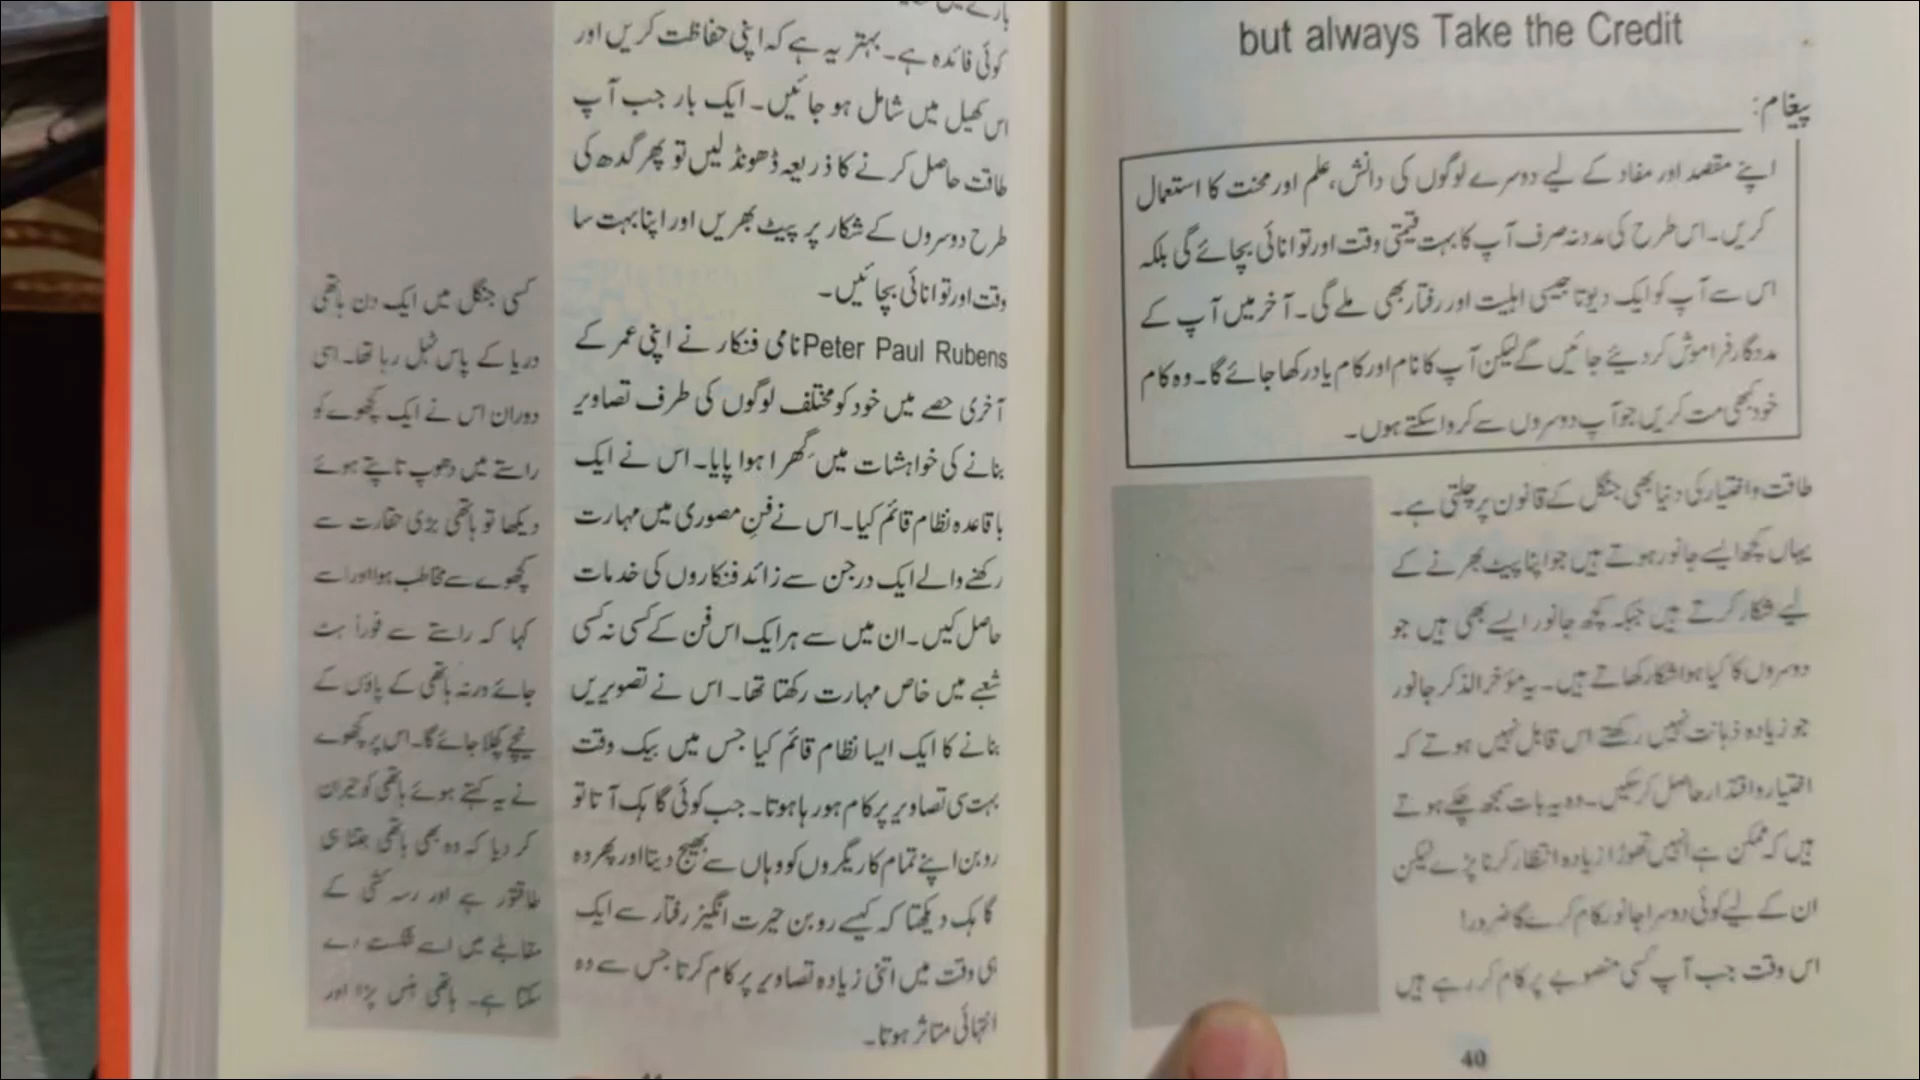 but always Take the Credit
پیغام:
اپنے مقصد اور مفاد کے لیے دوسرے لوگوں کی دانش، علم اور محنت کا استعمال
کریں۔ اس طرح کی مدد نہ صرف آپ کا بہت قیمتی وقت اور توانائی بچائے گی بلکہ
اس سے آپ کو ایک دیوتا جیسی اہلیت اور رفتار بھی ملے گی۔ آخر میں آپ کے
مددگار فراموش کر دیئے جائیں گے لیکن آپ کا نام اور کام یاد رکھا جائے گا۔ وہ کام
خود کبھی مت کریں جو آپ دوسروں سے کروا سکتے ہوں۔
طاقت و اختیار کی دنیا بھی جنگل کے قانون پر چلتی ہے۔
یہاں کچھ ایسے جانور ہوتے ہیں جو اپنا پیٹ بھرنے کے
لیے شکار کرتے ہیں جبکہ کچھ جانور ایسے بھی ہیں جو
دوسروں کا کیا ہوا شکار کھاتے ہیں۔ یہ مؤخر الذکر جانور
جو زیادہ ذہانت نہیں رکھتے اس قابل نہیں ہوتے کہ
اختیار و اقتدار حاصل کر سکیں۔ وہ یہ بات سمجھ چکے ہوتے
ہیں کہ ممکن ہے انہیں تھوڑا زیادہ انتظار کرنا پڑے لیکن
ان کے لیے کوئی دوسرا جانور کام کرے گا ضرور!
اس وقت جب آپ کسی منصوبے پر کام کر رہے ہیں
40
بارے میں
کوئی فائدہ ہے۔ بہتر یہ ہے کہ اپنی حفاظت کریں اور
اس کھیل میں شامل ہو جائیں۔ ایک بار جب آپ
طاقت حاصل کرنے کا ذریعہ ڈھونڈ لیں تو پھر گدھ کی
طرح دوسروں کے شکار پر پیٹ بھریں اور اپنا بہت سا
وقت اور توانائی بچائیں۔
Peter Paul Rubens نامی فنکار نے اپنی عمر کے
آخری حصے میں خود کو مختلف لوگوں کی طرف تصاویر
بنانے کی خواہشات میں گھرا ہوا پایا۔ اس نے ایک
باقاعدہ نظام قائم کیا۔ اس نے فنِ مصوری میں مہارت
رکھنے والے ایک درجن سے زائد فنکاروں کی خدمات
حاصل کیں۔ ان میں سے ہر ایک اس فن کے کسی نہ کسی
شعبے میں خاص مہارت رکھتا تھا۔ اس نے تصویریں
بنانے کا ایک ایسا نظام قائم کیا جس میں بیک وقت
بہت سی تصاویر پر کام ہو رہا ہوتا۔ جب کوئی گاہک آتا تو
روبن اپنے تمام کاریگروں کو وہاں سے بھیج دیتا اور پھر وہ
گاہک دیکھتا کہ کیسے روبن حیرت انگیز رفتار سے ایک
ہی وقت میں اتنی زیادہ تصاویر پر کام کرتا جس سے وہ
انتہائی متاثر ہوتا۔
کسی جنگل میں ایک دن ہاتھی
دریا کے پاس ٹہل رہا تھا۔ اسی
دوران اس نے ایک کچھوے کو
راستے میں دھوپ تاپتے ہوئے
دیکھا تو ہاتھی بڑی حقارت سے
کچھوے سے مخاطب ہوا اور اسے
کہا کہ راستے سے فوراً ہٹ
جائے ورنہ ہاتھی کے پاؤں کے
نیچے کچلا جائے گا۔ اس پر کچھوے
نے یہ کہتے ہوئے ہاتھی کو حیران
کر دیا کہ وہ بھی ہاتھی جتنا ہی
طاقتور ہے اور رسہ کشی کے
مقابلے میں اسے شکست دے
سکتا ہے۔ ہاتھی ہنس پڑا اور